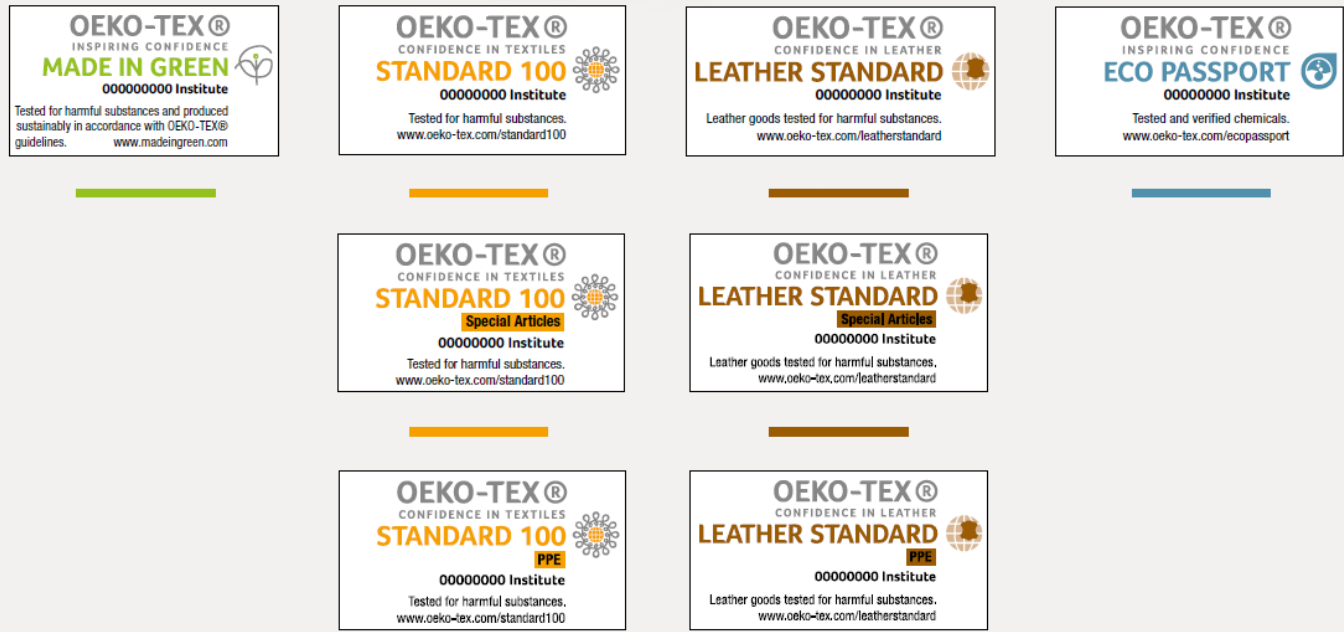 OEKO-TEX®
INSPIRING CONFIDENCE
MADE IN GREEN
000000000 Institute
Tested for harmful substances and produced
sustainably in accordance with OEKO-TEX®
guidelines. www.madeingreen.com
OEKO-TEX®
CONFIDENCE IN TEXTILES
STANDARD 100
00000000 Institute
Tested for harmful substances.
www.oeko-tex.com/standard100
OEKO-TEX®
CONFIDENCE IN LEATHER
LEATHER STANDARD
00000000 Institute
Leather goods tested for harmful substances.
www.oeko-tex.com/leatherstandard
OEKO-TEX®
INSPIRING CONFIDENCE
ECO PASSPORT
00000000 Institute
Tested and verified chemicals.
www.oeko-tex.com/ecopassport
OEKO-TEX®
CONFIDENCE IN TEXTILES
STANDARD 100
Special Articles
00000000 Institute
Tested for harmful substances.
www.oeko-tex.com/standard100
OEKO-TEX®
CONFIDENCE IN LEATHER
LEATHER STANDARD
Special Articles
00000000 Institute
Leather goods tested for harmful substances.
www.oeko-tex.com/leatherstandard
OEKO-TEX®
CONFIDENCE IN TEXTILES
STANDARD 100
PPE
00000000 Institute
Tested for harmful substances.
www.oeko-tex.com/standard100
OEKO-TEX®
CONFIDENCE IN LEATHER
LEATHER STANDARD
PPE
00000000 Institute
Leather goods tested for harmful substances.
www.oeko-tex.com/leatherstandard